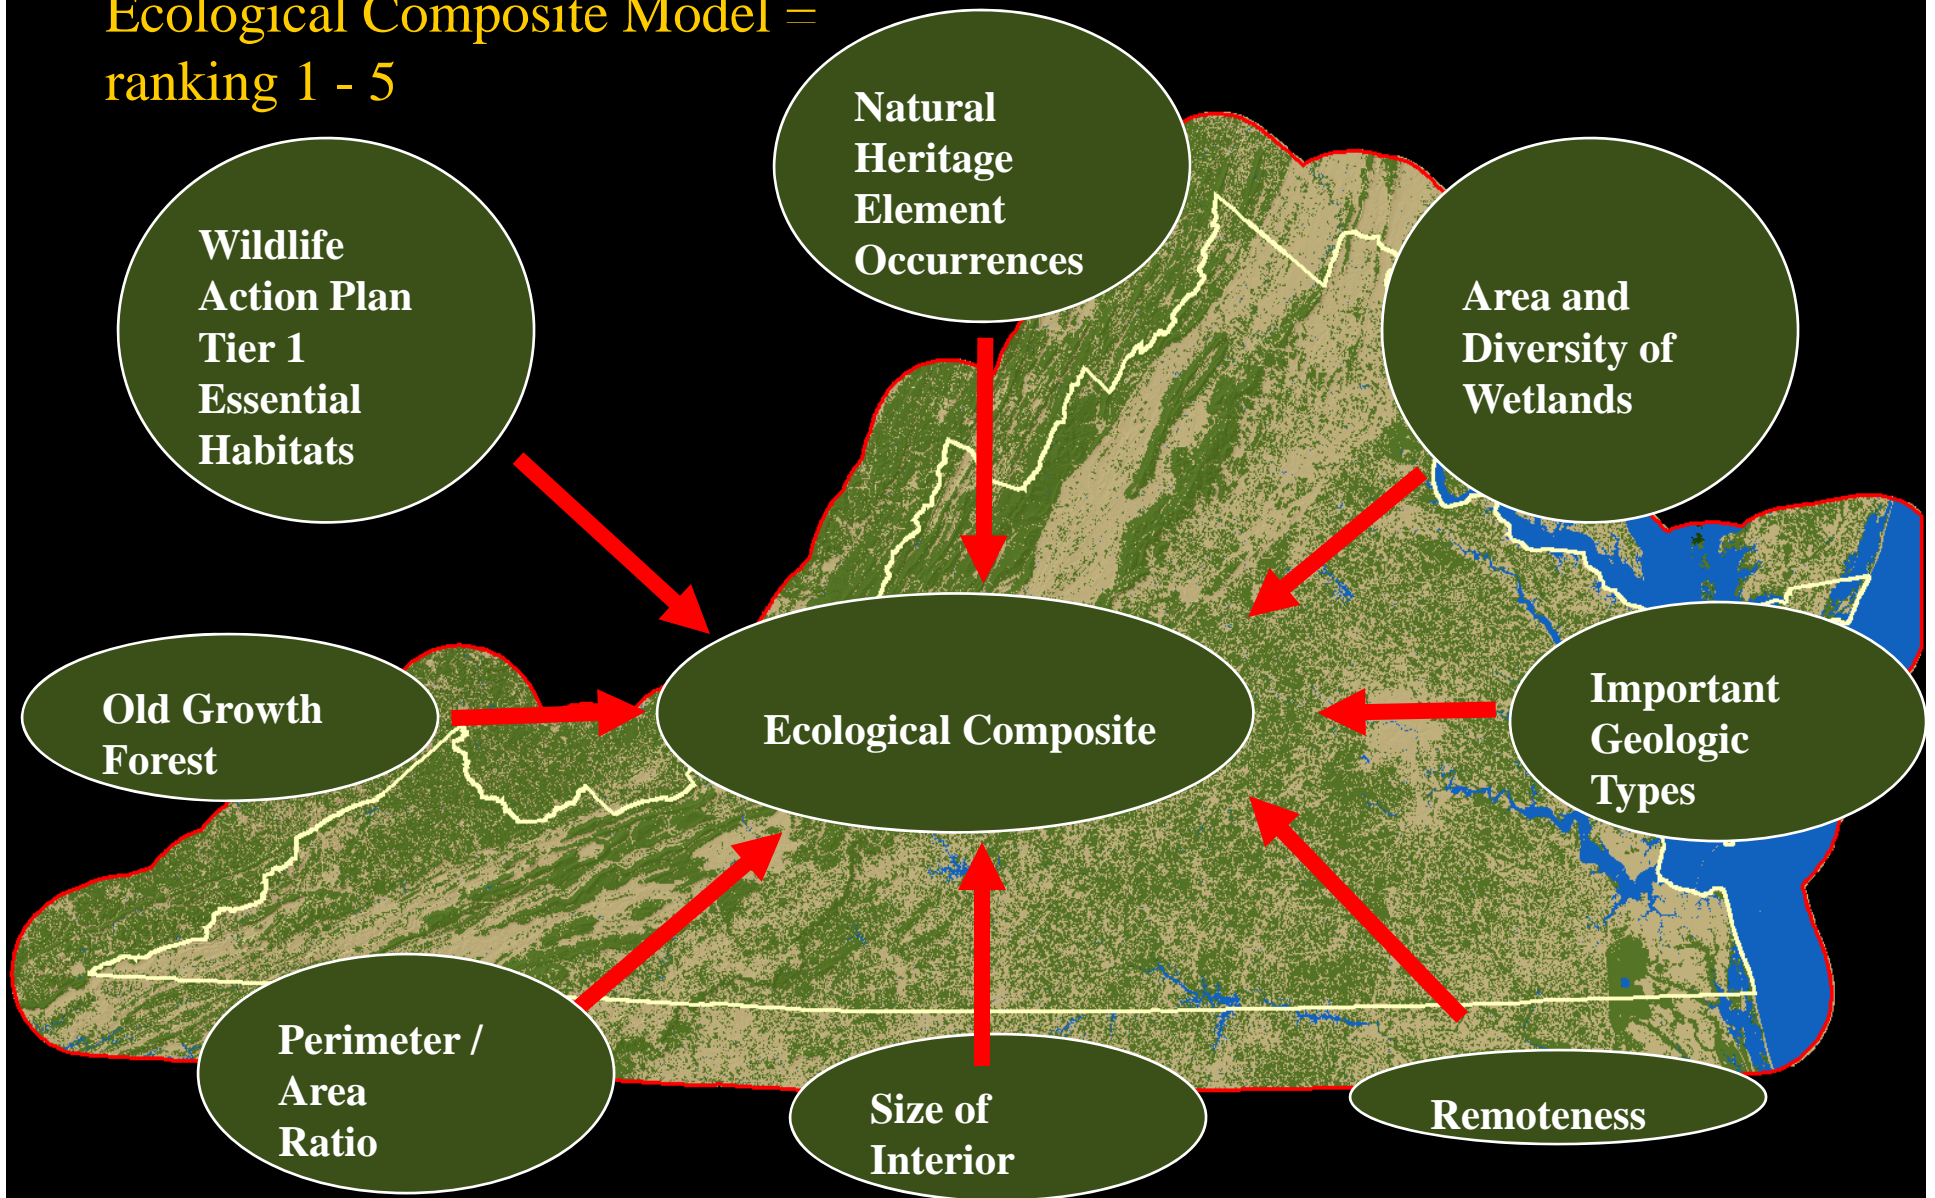 Ecological Composite Model =
ranking 1 - 5
Natural
Heritage
Element
Occurrences
Wildlife
Action Plan
Tier 1
Essential
Habitats
Area and
Diversity of
Wetlands
Old Growth
Forest
Ecological Composite
Important
Geologic
Types
Perimeter /
Area
Ratio
Size of
Interior
Remoteness